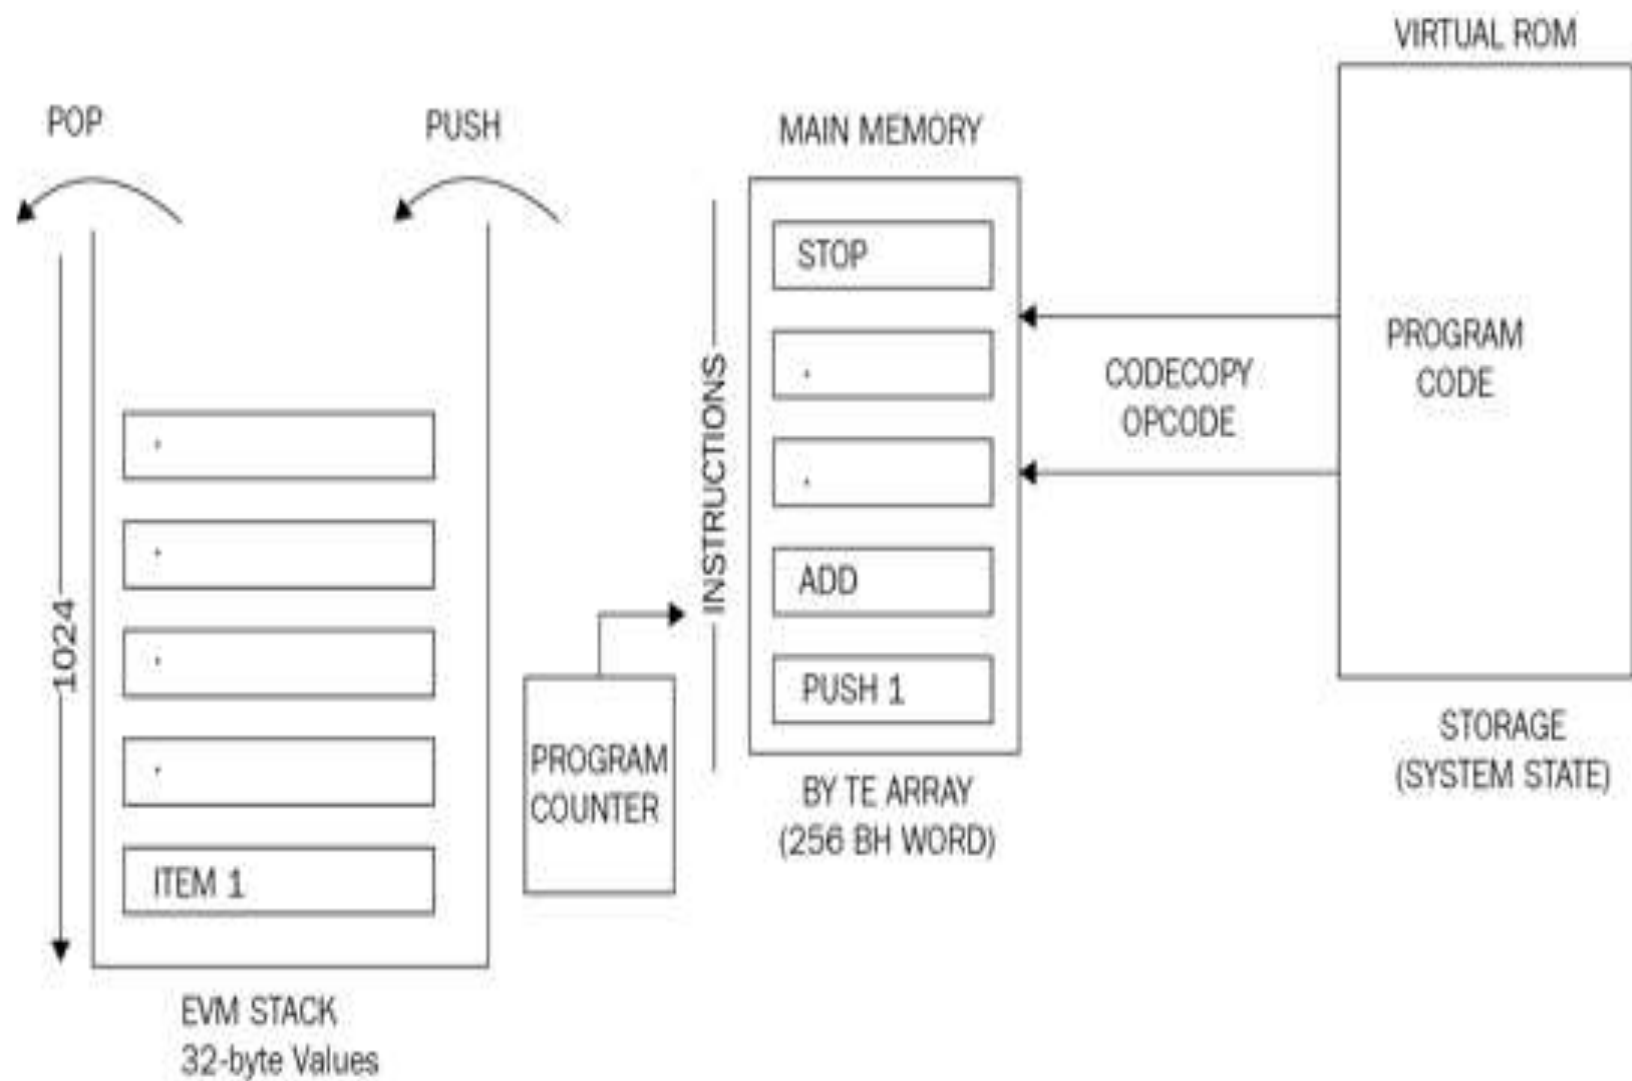 VIRTUAL ROM
POP
PUSH
MAIN MEMORY
STOP
.
.
ADD
PUSH 1
INSTRUCTIONS
CODECOPY
OPCODE
PROGRAM
CODE
.
.
.
.
ITEM 1
1024
PROGRAM
COUNTER
BY TE ARRAY
(256 BH WORD)
STORAGE
(SYSTEM STATE)
EVM STACK
32-byte Values